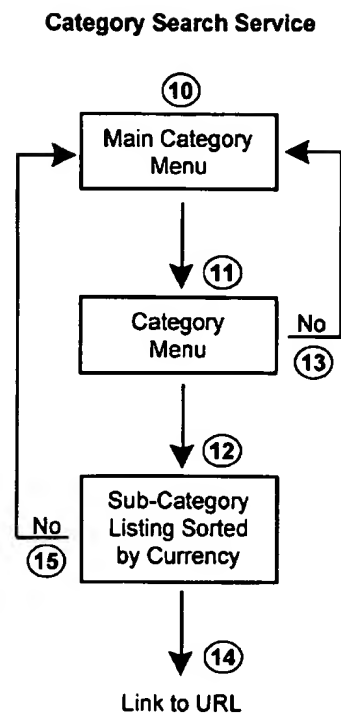 Category Search Service
10
Main Category
Menu
11
Category
Menu
No
13
12
Sub-Category
Listing Sorted
by Currency
No
15
14
Link to URL